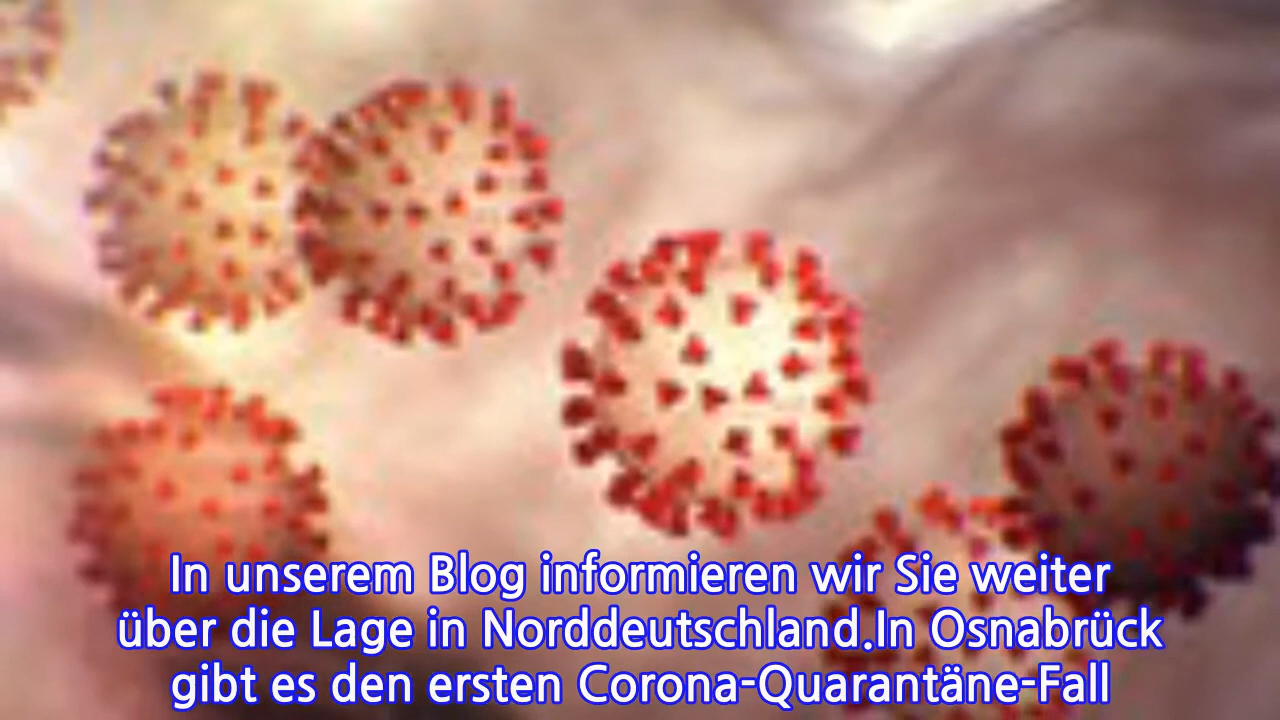 In unserem Blog informieren wir Sie weiter
über die Lage in Norddeutschland.In Osnabrück
gibt es den ersten Corona-Quarantäne-Fall